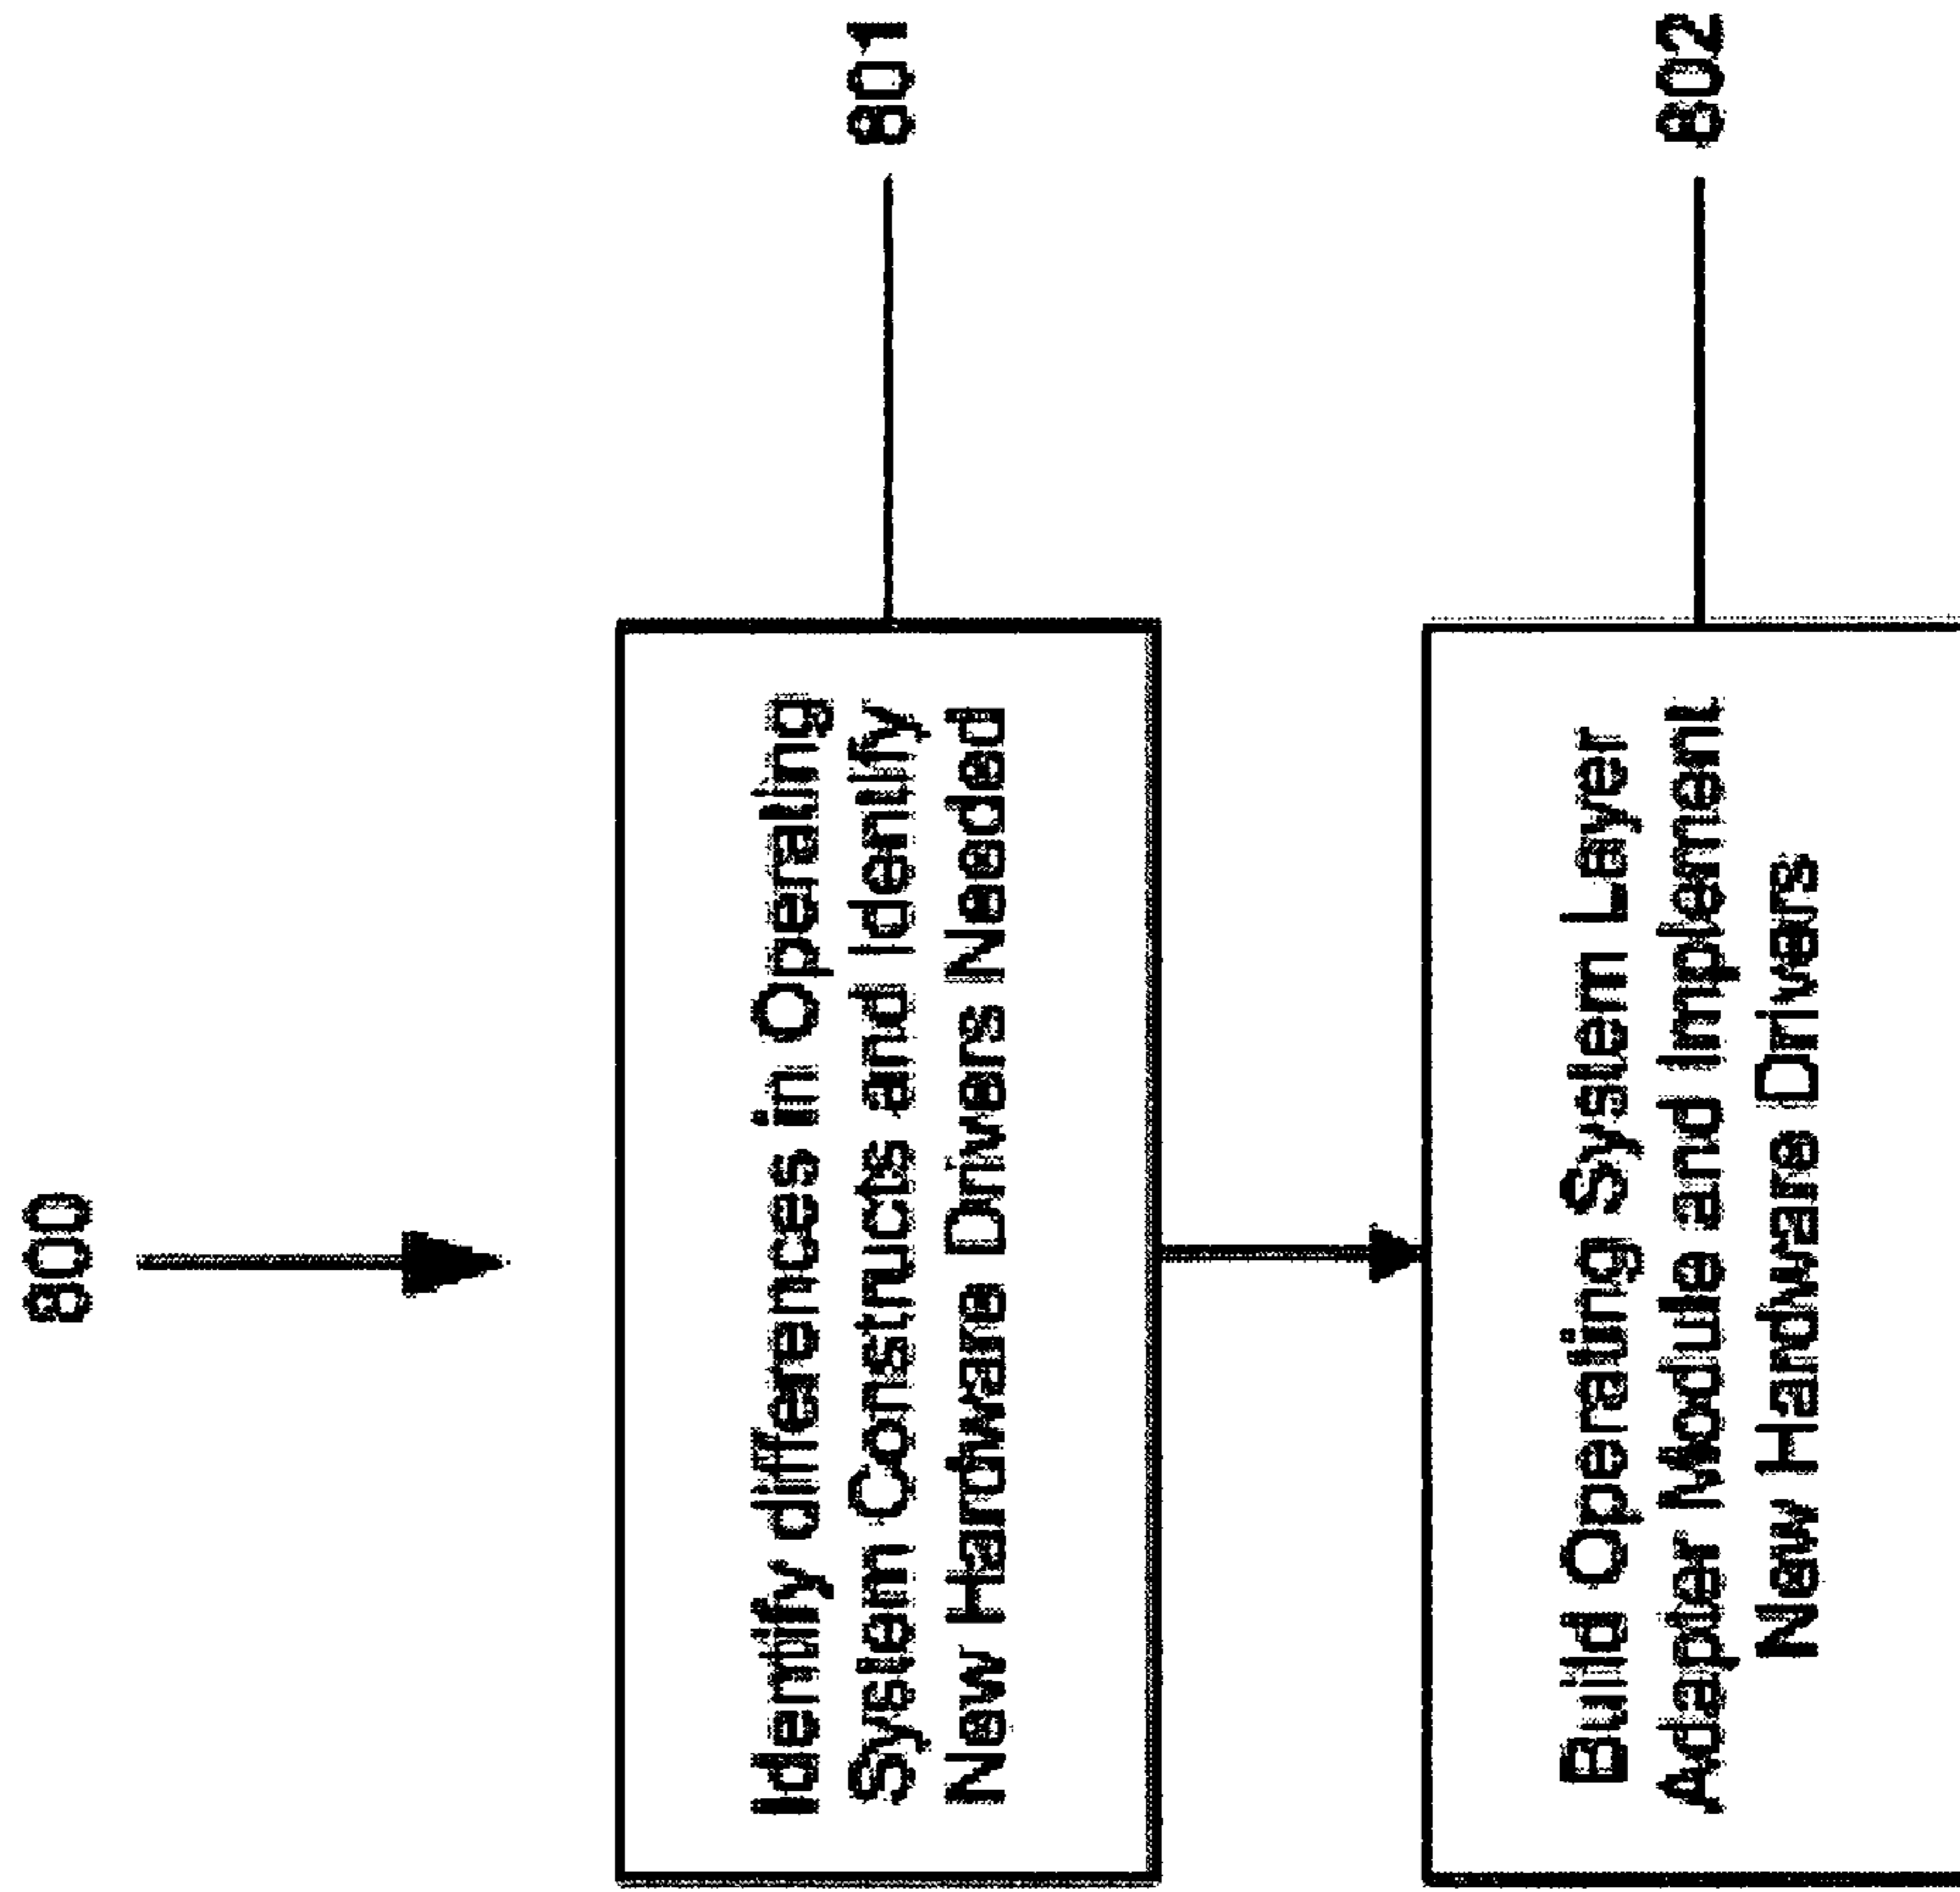 800
Identify differences in Operating
System Constructs and Identify
New Hardware Drivers Needed
801
Build Operating System Layer
Adapter Module and Implement
New Hardware Drivers
802